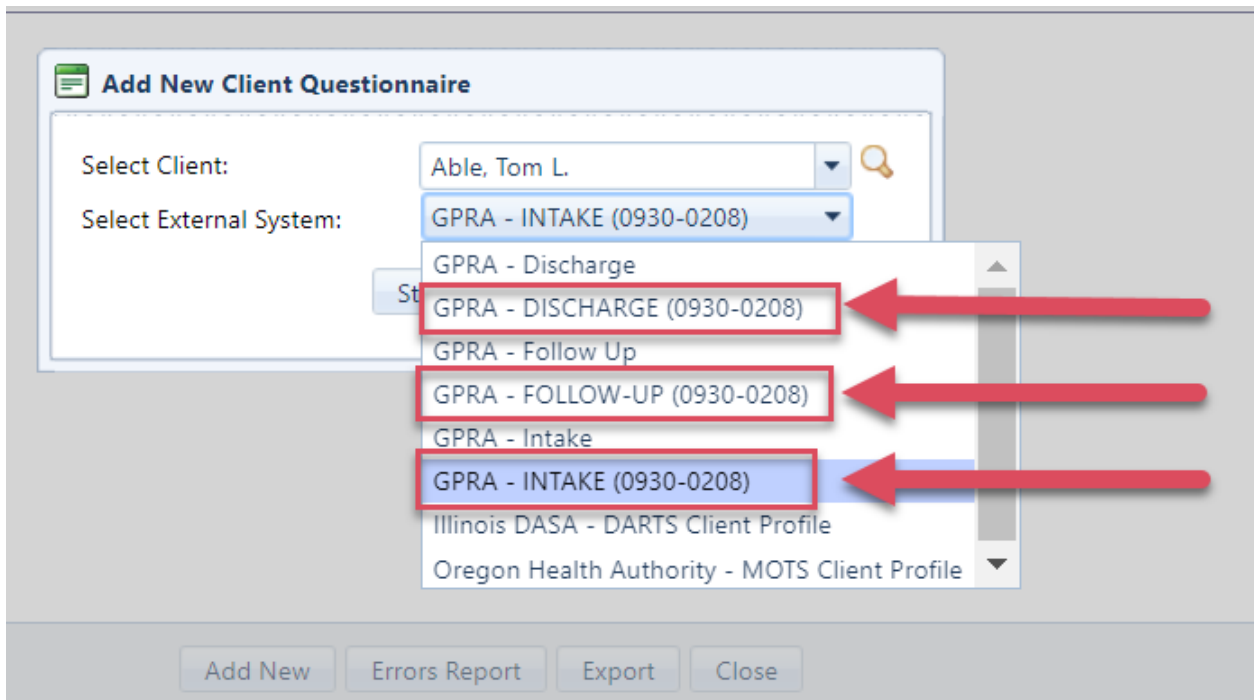 Add New Client Questionnaire
Select Client: Able, Tom L.
Select External System: GPRA - INTAKE (0930-0208)
GPRA - Discharge
St
GPRA - DISCHARGE (0930-0208)
GPRA - Follow Up
GPRA - FOLLOW-UP (0930-0208)
GPRA - Intake
GPRA - INTAKE (0930-0208)
Illinois DASA - DARTS Client Profile
Oregon Health Authority - MOTS Client Profile
Add New Errors Report Export Close